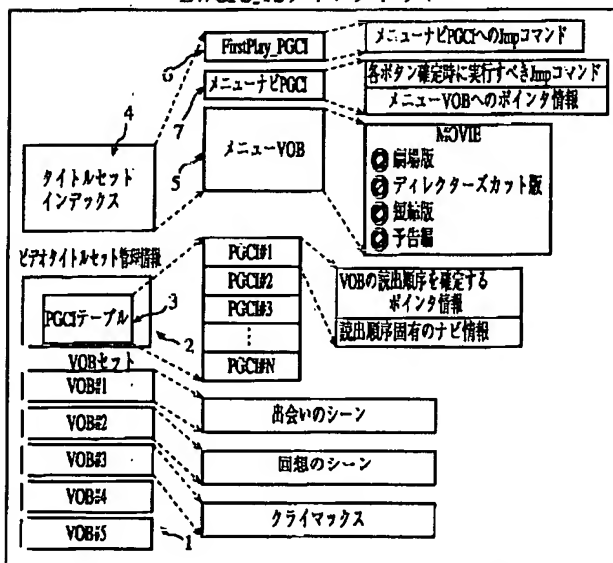 6
FirstPlay_PGCI
メニューナビPGCIへのJmpコマンド
7
メニューナビPGCI
各ボタン確定時に実行すべきJmpコマンド
メニューVOBへのポインタ情報
4
タイトルセット
インデックス
5
メニューVOB
MOVIE
劇場版
ディレクターズカット版
短縮版
予告編
ビデオタイトルセット管理情報
PGCIテーブル
3
2
PGCI#1
PGCI#2
PGCI#3
⋮
PGCI#N
VOBの読出順序を確定する
ポインタ情報
読出順序固有のナビ情報
VOBセット
VOB#1
VOB#2
VOB#3
VOB#4
VOB#5
1
出会いのシーン
回想のシーン
クライマックス